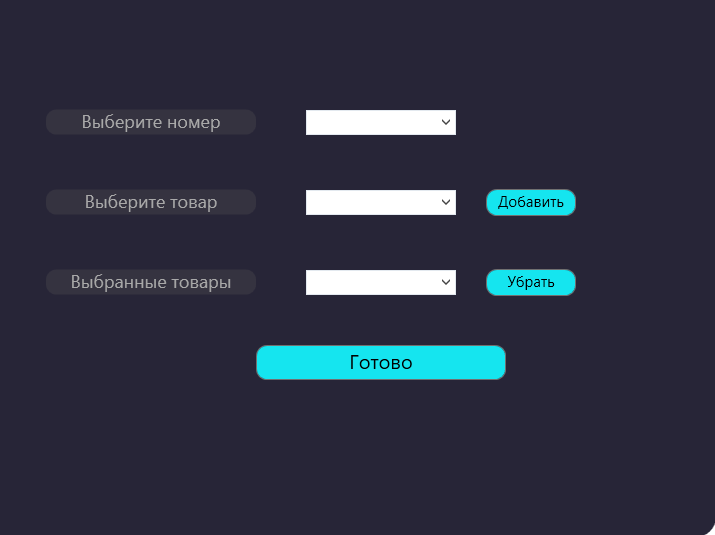 Выберите номер
Выберите товар
Добавить
Выбранные товары
Убрать
Готово